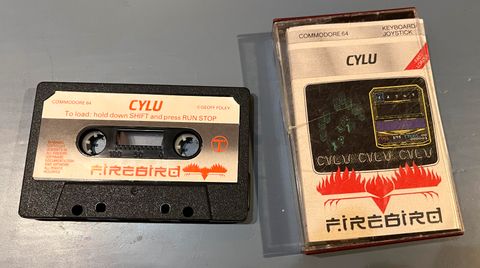 COMMODORE 64
CYLU
© GEOFF FOLEY
To load: hold down SHIFT and press RUN STOP
FIREBIRD
COMMODORE 64
KEYBOARD/
JOYSTICK
CYLU
CYLU CYLU CYLU
FIREBIRD